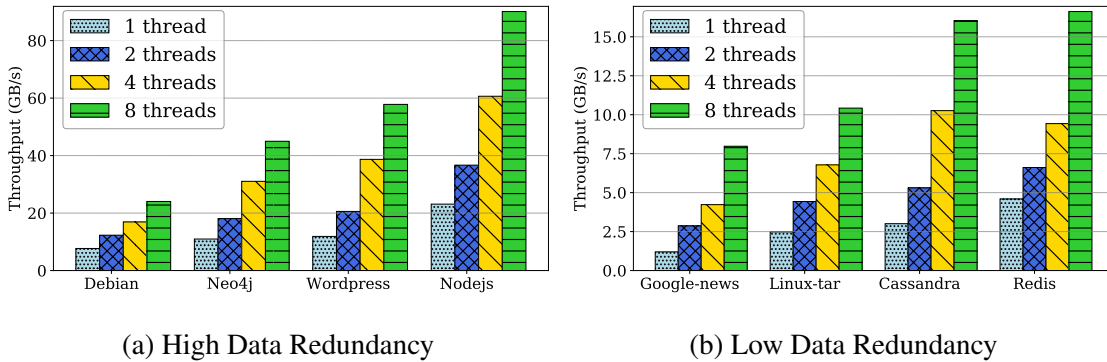 Throughput (GB/s)
80
60
40
20
0
1 thread
2 threads
4 threads
8 threads
Debian
Neo4j
Wordpress
Nodejs
(a) High Data Redundancy
Throughput (GB/s)
15.0
12.5
10.0
7.5
5.0
2.5
0.0
1 thread
2 threads
4 threads
8 threads
Google-news
Linux-tar
Cassandra
Redis
(b) Low Data Redundancy